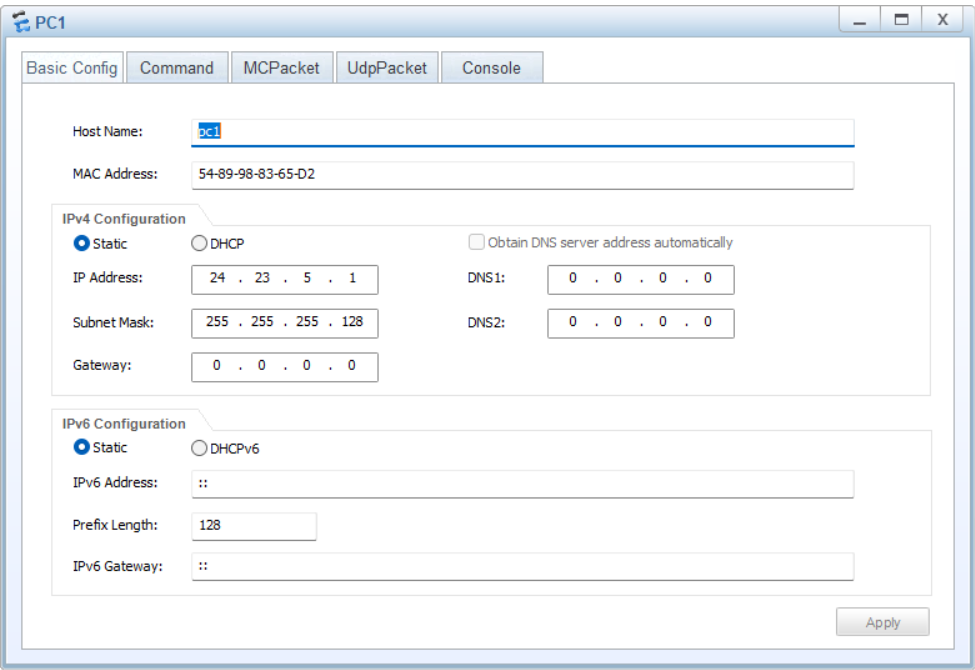 PC1
Basic Config Command MCPacket UdpPacket Console
Host Name: pc1
MAC Address: 54-89-98-83-65-D2
IPv4 Configuration
Static DHCP Obtain DNS server address automatically
IP Address: 24 . 23 . 5 . 1 DNS1: 0 . 0 . 0 . 0
Subnet Mask: 255 . 255 . 255 . 128 DNS2: 0 . 0 . 0 . 0
Gateway: 0 . 0 . 0 . 0
IPv6 Configuration
Static DHCPv6
IPv6 Address: ::
Prefix Length: 128
IPv6 Gateway: ::
Apply